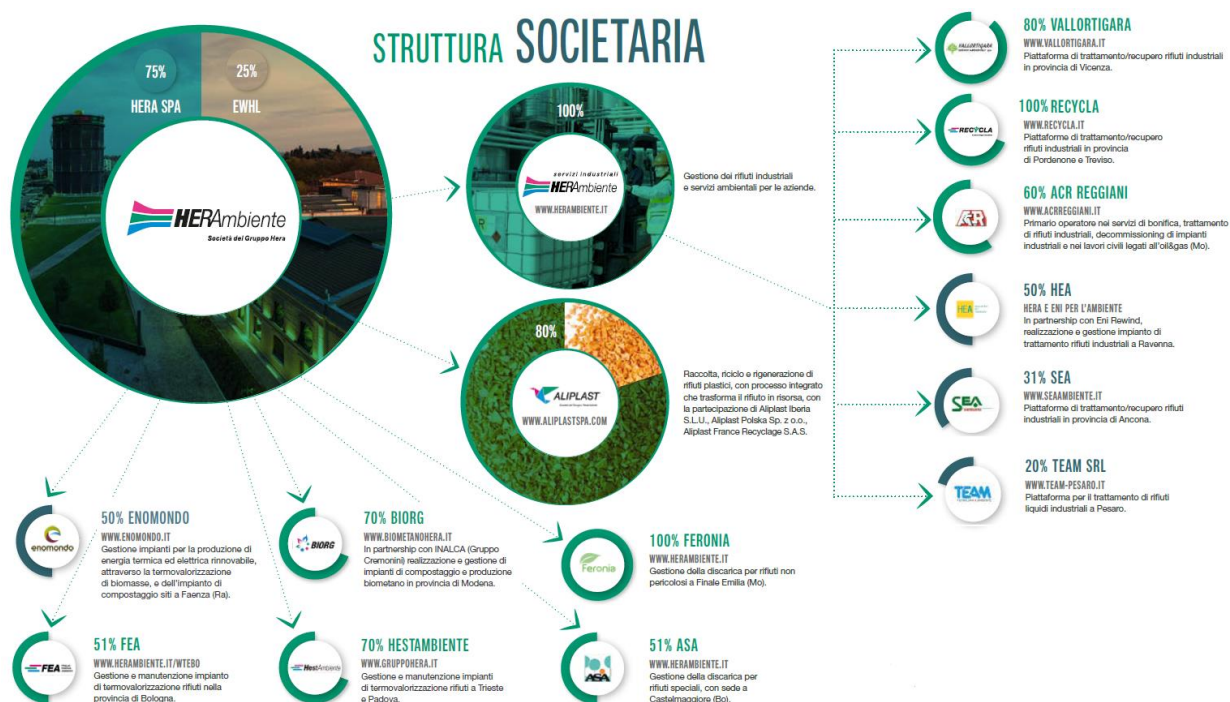 STRUTTURA SOCIETARIA
75%
HERA SPA
25%
EWHL
HERAmbiente
Società del Gruppo Hera
100%
servizi industriali
HERAmbiente
WWW.HERAMBIENTE.IT
Gestione dei rifiuti industriali
e servizi ambientali per le aziende.
80%
ALIPLAST
WWW.ALIPLASTSPA.COM
Raccolta, riciclo e rigenerazione di
rifiuti plastici, con processo integrato
che trasforma il rifiuto in risorsa, con
la partecipazione di Aliplast Iberia
S.L.U., Aliplast Polska Sp. z o.o.,
Aliplast France Recyclage S.A.S.
VALLORTIGARA
80% VALLORTIGARA
WWW.VALLORTIGARA.IT
Piattaforma di trattamento/recupero rifiuti industriali
in provincia di Vicenza.
RECYCLA
100% RECYCLA
WWW.RECYCLA.IT
Piattaforme di trattamento/recupero
rifiuti industriali in provincia
di Pordenone e Treviso.
ACR
60% ACR REGGIANI
WWW.ACRREGGIANI.IT
Primario operatore nei servizi di bonifica, trattamento
di rifiuti industriali, decommissioning di impianti
industriali e nei lavori civili legati all'oil&gas (Mo).
HEA
50% HEA
HERA E ENI PER L'AMBIENTE
In partnership con Eni Rewind,
realizzazione e gestione impianto di
trattamento rifiuti industriali a Ravenna.
SEA
31% SEA
WWW.SEAAMBIENTE.IT
Piattaforme di trattamento/recupero rifiuti
industriali in provincia di Ancona.
TEAM
20% TEAM SRL
WWW.TEAM-PESARO.IT
Piattaforma per il trattamento di rifiuti
liquidi industriali a Pesaro.
enomondo
50% ENOMONDO
WWW.ENOMONDO.IT
Gestione impianti per la produzione di
energia termica ed elettrica rinnovabile,
attraverso la termovalorizzazione
di biomasse, e dell'impianto di
compostaggio siti a Faenza (Ra).
BIORG
70% BIORG
WWW.BIOMETANOHERA.IT
In partnership con INALCA (Gruppo
Cremonini) realizzazione e gestione di
impianti di compostaggio e produzione
biometano in provincia di Modena.
Feronia
100% FERONIA
WWW.HERAMBIENTE.IT
Gestione della discarica per rifiuti non
pericolosi a Finale Emilia (Mo).
FEA
51% FEA
WWW.HERAMBIENTE.IT/WTEBO
Gestione e manutenzione impianto
di termovalorizzazione rifiuti nella
provincia di Bologna.
HestAmbiente
70% HESTAMBIENTE
WWW.GRUPPOHERA.IT
Gestione e manutenzione impianti
di termovalorizzazione rifiuti a Trieste
e Padova.
ASA
51% ASA
WWW.HERAMBIENTE.IT
Gestione della discarica per
rifiuti speciali, con sede a
Castelmaggiore (Bo).